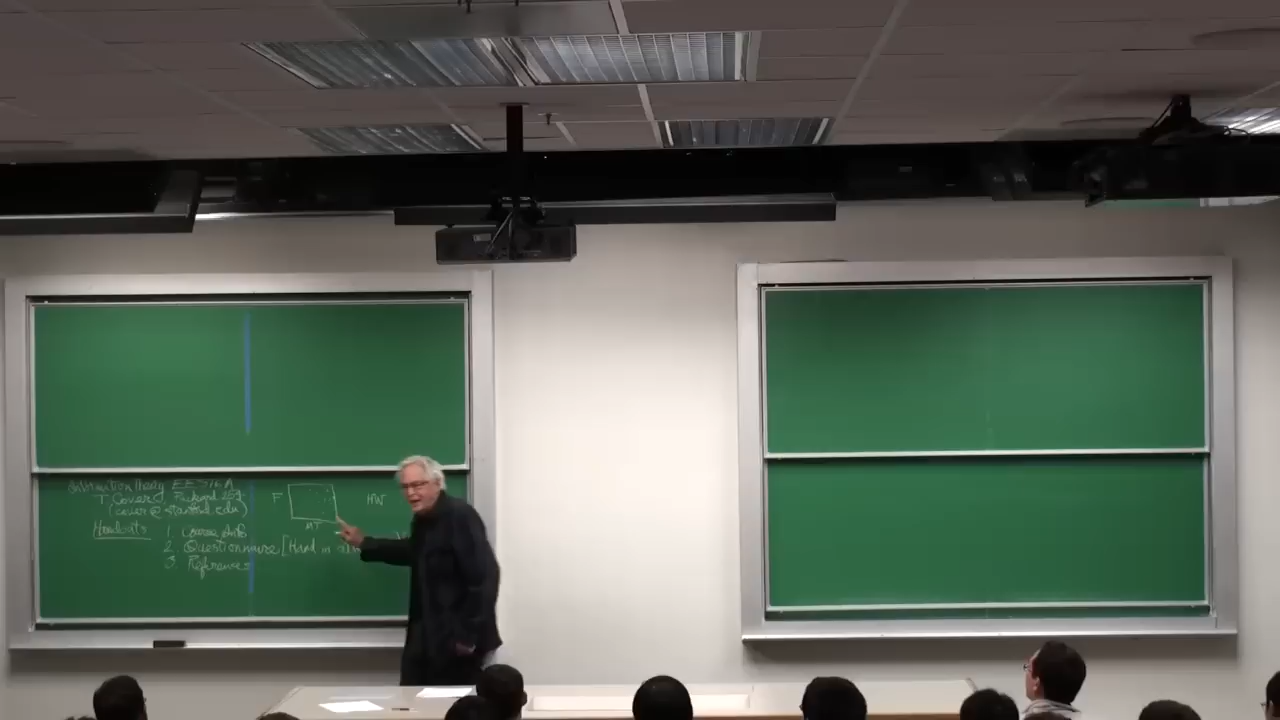 Information Theory EE376A
T. Cover, Packard 254
(cover@stanford.edu)
Handouts 1. Course Info
2. Questionnaire [Hand in
3. References
F
MT
HW